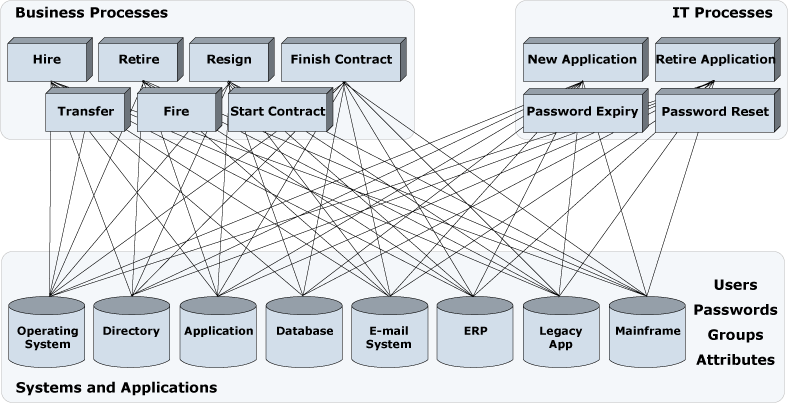 Business Processes
IT Processes
Hire
Retire
Resign
Finish Contract
New Application
Retire Application
Transfer
Fire
Start Contract
Password Expiry
Password Reset
Users
Passwords
Groups
Attributes
Operating
System
Directory
Application
Database
E-mail
System
ERP
Legacy
App
Mainframe
Systems and Applications